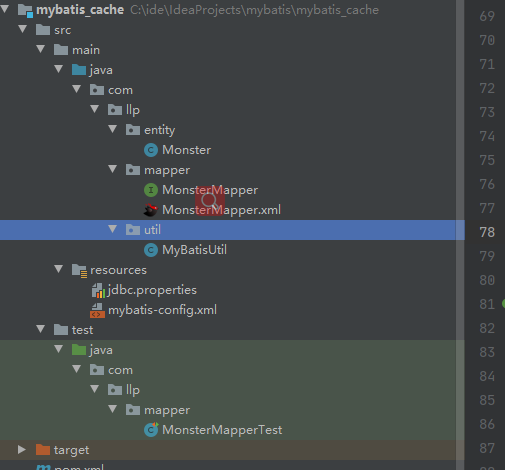 mybatis_cache C:\ide\IdeaProjects\mybatis\mybatis_cache
src
main
java
com
llp
entity
Monster
mapper
MonsterMapper
MonsterMapper.xml
util
MyBatisUtil
resources
jdbc.properties
mybatis-config.xml
test
java
com
llp
mapper
MonsterMapperTest
target
pom.xml
69
70
71
72
73
74
75
76
77
78
79
80
81
82
83
84
85
86
87